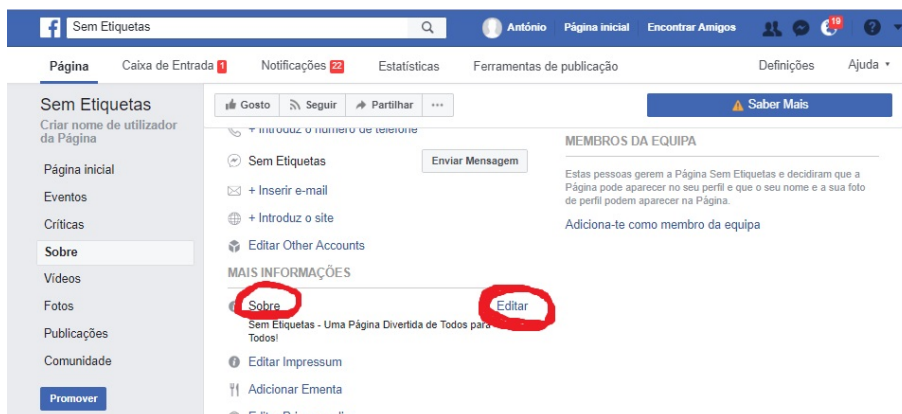 Sem Etiquetas
António Página inicial Encontrar Amigos 19
Página Caixa de Entrada 1 Notificações 22 Estatísticas Ferramentas de publicação Definições Ajuda
Sem Etiquetas
Criar nome de utilizador
da Página
Página inicial
Eventos
Críticas
Sobre
Vídeos
Fotos
Publicações
Comunidade
Promover
Gosto Seguir Partilhar ...
Saber Mais
+ Introduz o número de telefone
Sem Etiquetas Enviar Mensagem
+ Inserir e-mail
+ Introduz o site
Editar Other Accounts
MAIS INFORMAÇÕES
Sobre Editar
Sem Etiquetas - Uma Página Divertida de Todos para
Todos!
Editar Impressum
Adicionar Ementa
MEMBROS DA EQUIPA
Estas pessoas gerem a Página Sem Etiquetas e decidiram que a
Página pode aparecer no seu perfil e que o seu nome e a sua foto
de perfil podem aparecer na Página.
Adiciona-te como membro da equipa